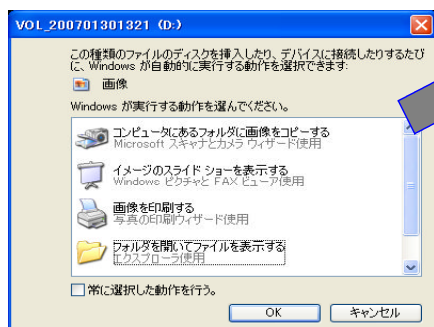 VOL_200701301321 (D:)
この種類のファイルのディスクを挿入したり、デバイスに接続したりするたび
に、Windows が自動的に実行する動作を選択できます:
画像
Windows が実行する動作を選んでください。
コンピュータにあるフォルダに画像をコピーする
Microsoft スキャナとカメラ ウィザード使用
イメージのスライド ショーを表示する
Windows ピクチャと FAX ビューア使用
画像を印刷する
写真の印刷ウィザード使用
フォルダを開いてファイルを表示する
エクスプローラ使用
常に選択した動作を行う。
OK
キャンセル